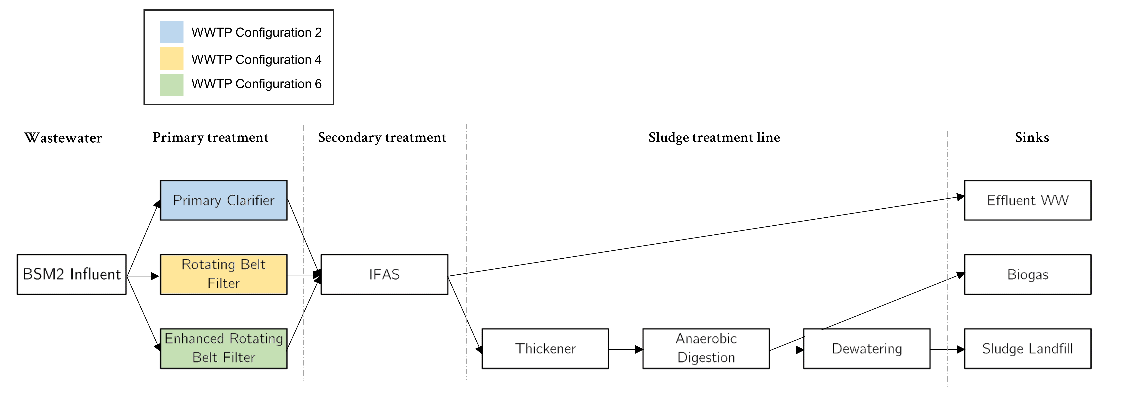 WWTP Configuration 2
WWTP Configuration 4
WWTP Configuration 6
Wastewater
Primary treatment
Secondary treatment
Sludge treatment line
Sinks
Primary Clarifier
Effluent WW
BSM2 Influent
Rotating Belt
Filter
IFAS
Biogas
Enhanced Rotating
Belt Filter
Thickener
Anaerobic
Digestion
Dewatering
Sludge Landfill